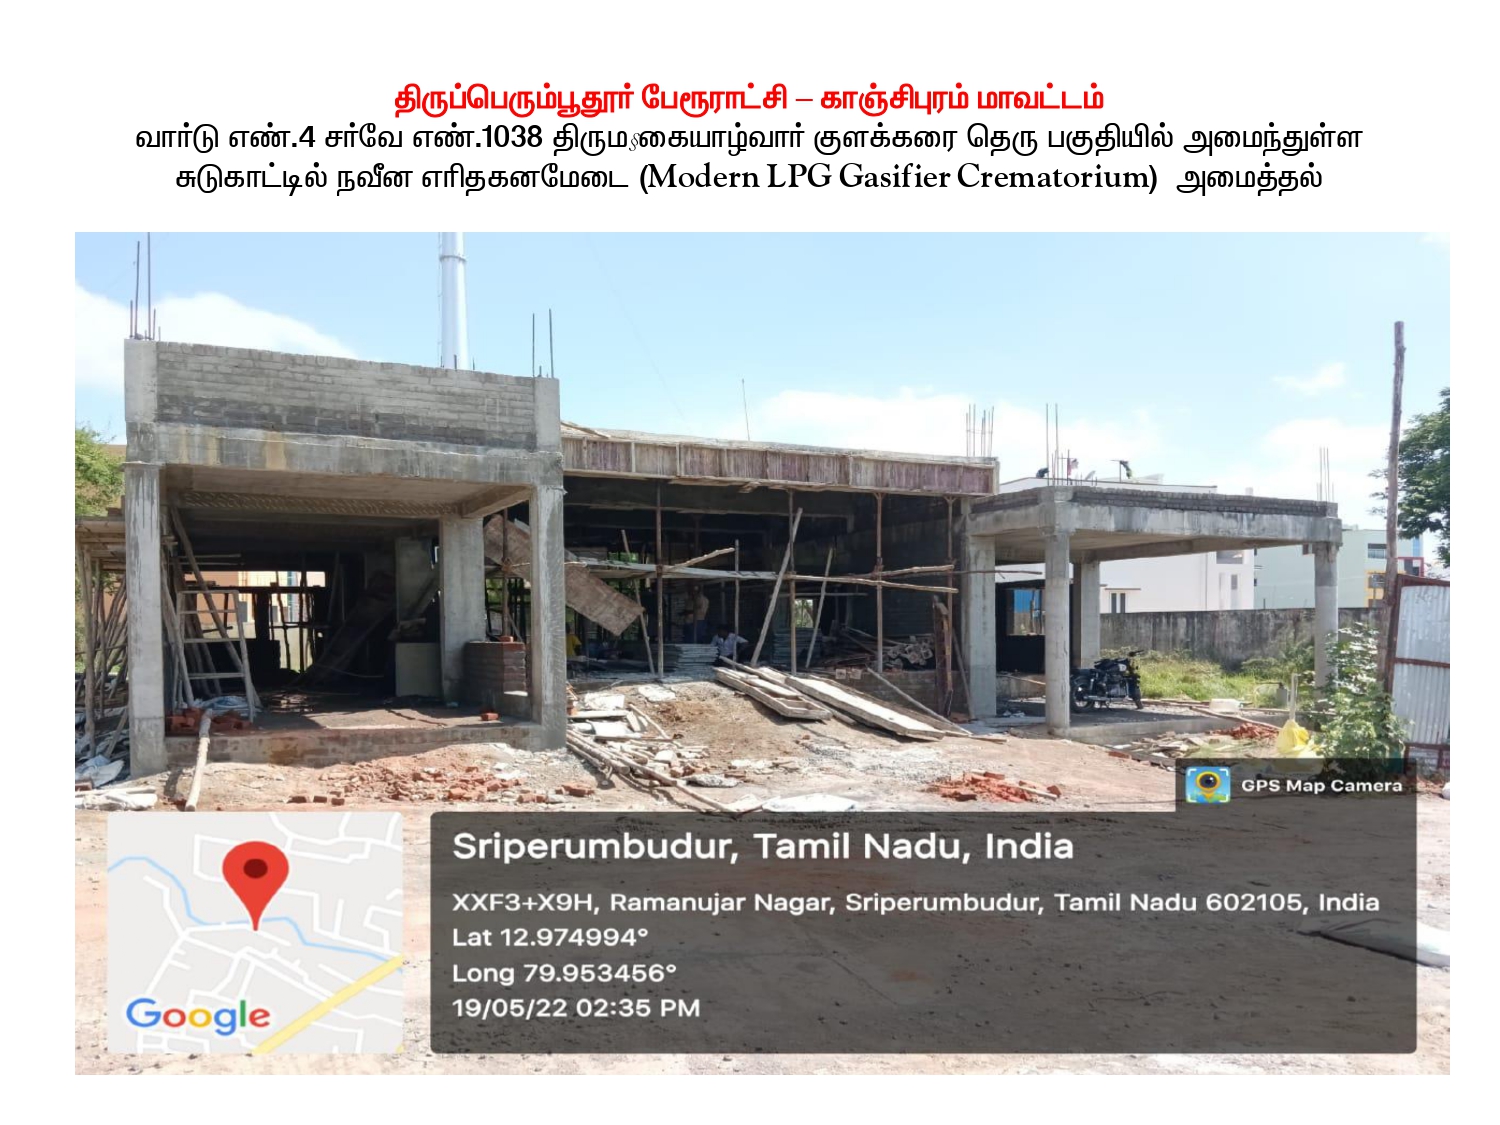 திருப்பெரும்பூதூர் பேரூராட்சி – காஞ்சிபுரம் மாவட்டம்
வார்டு எண்.4 சர்வே எண்.1038 திரும§கையாழ்வார் குளக்கரை தெரு பகுதியில் அமைந்துள்ள
சுடுகாட்டில் நவீன எரிதகனமேடை (Modern LPG Gasifier Crematorium) அமைத்தல்
GPS Map Camera
Sriperumbudur, Tamil Nadu, India
XXF3+X9H, Ramanujar Nagar, Sriperumbudur, Tamil Nadu 602105, India
Lat 12.974994°
Long 79.953456°
19/05/22 02:35 PM
Google